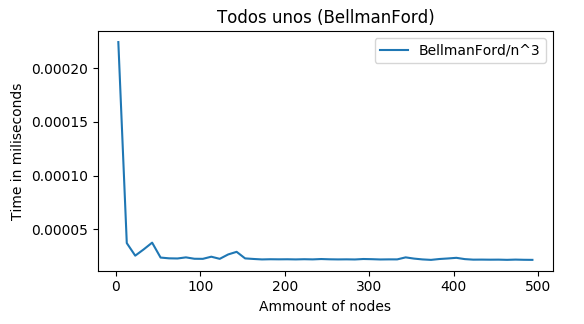 Todos unos (BellmanFord)
BellmanFord/n^3
Time in miliseconds
0.00020
0.00015
0.00010
0.00005
0 100 200 300 400 500
Ammount of nodes